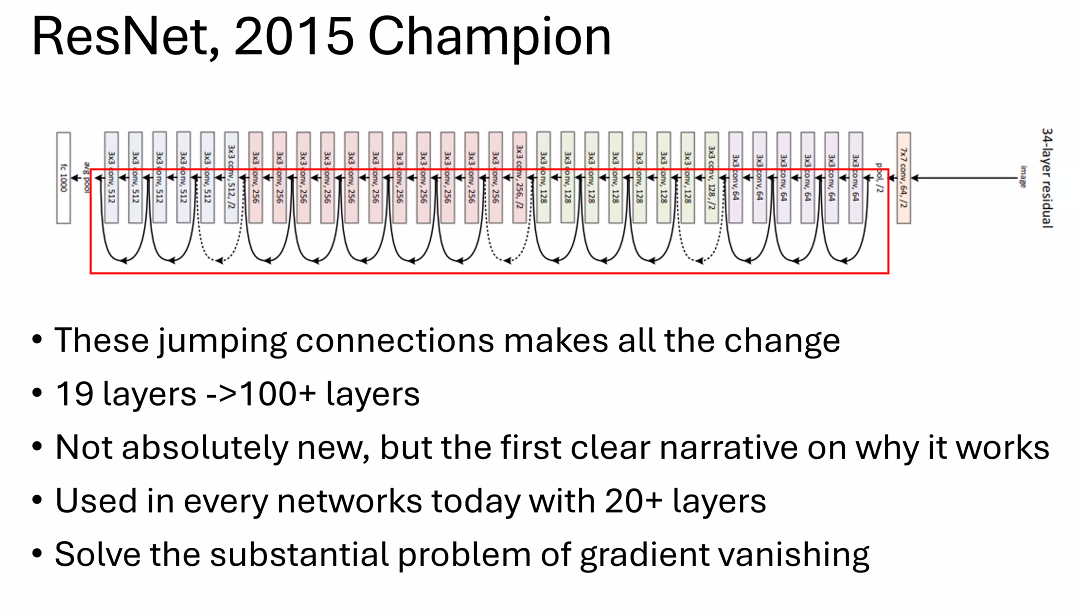 ResNet, 2015 Champion
34-layer residual
image
7x7 conv, 64, /2
pool, /2
3x3 conv, 64
3x3 conv, 64
3x3 conv, 64
3x3 conv, 64
3x3 conv, 64
3x3 conv, 64
3x3 conv, 128, /2
3x3 conv, 128
3x3 conv, 128
3x3 conv, 128
3x3 conv, 128
3x3 conv, 128
3x3 conv, 128
3x3 conv, 128
3x3 conv, 256, /2
3x3 conv, 256
3x3 conv, 256
3x3 conv, 256
3x3 conv, 256
3x3 conv, 256
3x3 conv, 256
3x3 conv, 256
3x3 conv, 256
3x3 conv, 256
3x3 conv, 256
3x3 conv, 256
3x3 conv, 512, /2
3x3 conv, 512
3x3 conv, 512
3x3 conv, 512
3x3 conv, 512
3x3 conv, 512
avg pool
fc 1000
• These jumping connections makes all the change
• 19 layers ->100+ layers
• Not absolutely new, but the first clear narrative on why it works
• Used in every networks today with 20+ layers
• Solve the substantial problem of gradient vanishing